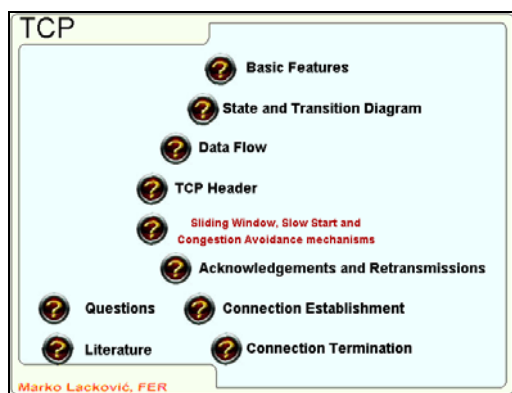 TCP
Basic Features
State and Transition Diagram
Data Flow
TCP Header
Sliding Window, Slow Start and
Congestion Avoidance mechanisms
Acknowledgements and Retransmissions
Questions
Connection Establishment
Literature
Connection Termination
Marko Lacković, FER